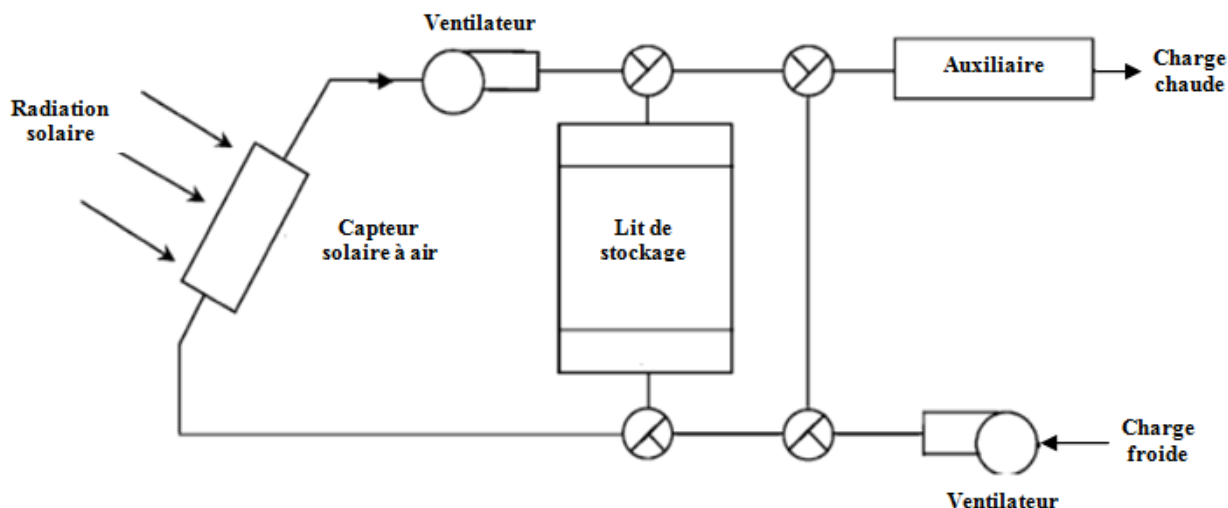 Ventilateur
Radiation
solaire
Auxiliaire
Charge
chaude
Capteur
solaire à air
Lit de
stockage
Charge
froide
Ventilateur